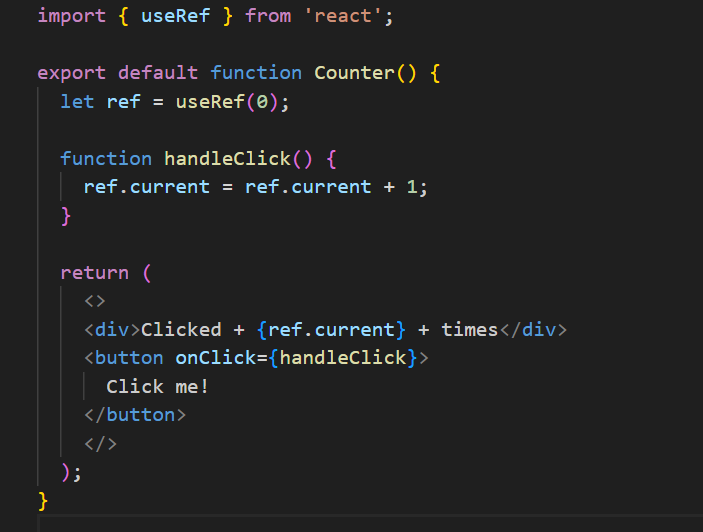 import { useRef } from 'react';
export default function Counter() {
let ref = useRef(0);
function handleClick() {
ref.current = ref.current + 1;
}
return (
<>
<div>Clicked + {ref.current} + times</div>
<button onClick={handleClick}>
Click me!
</button>
</>
);
}